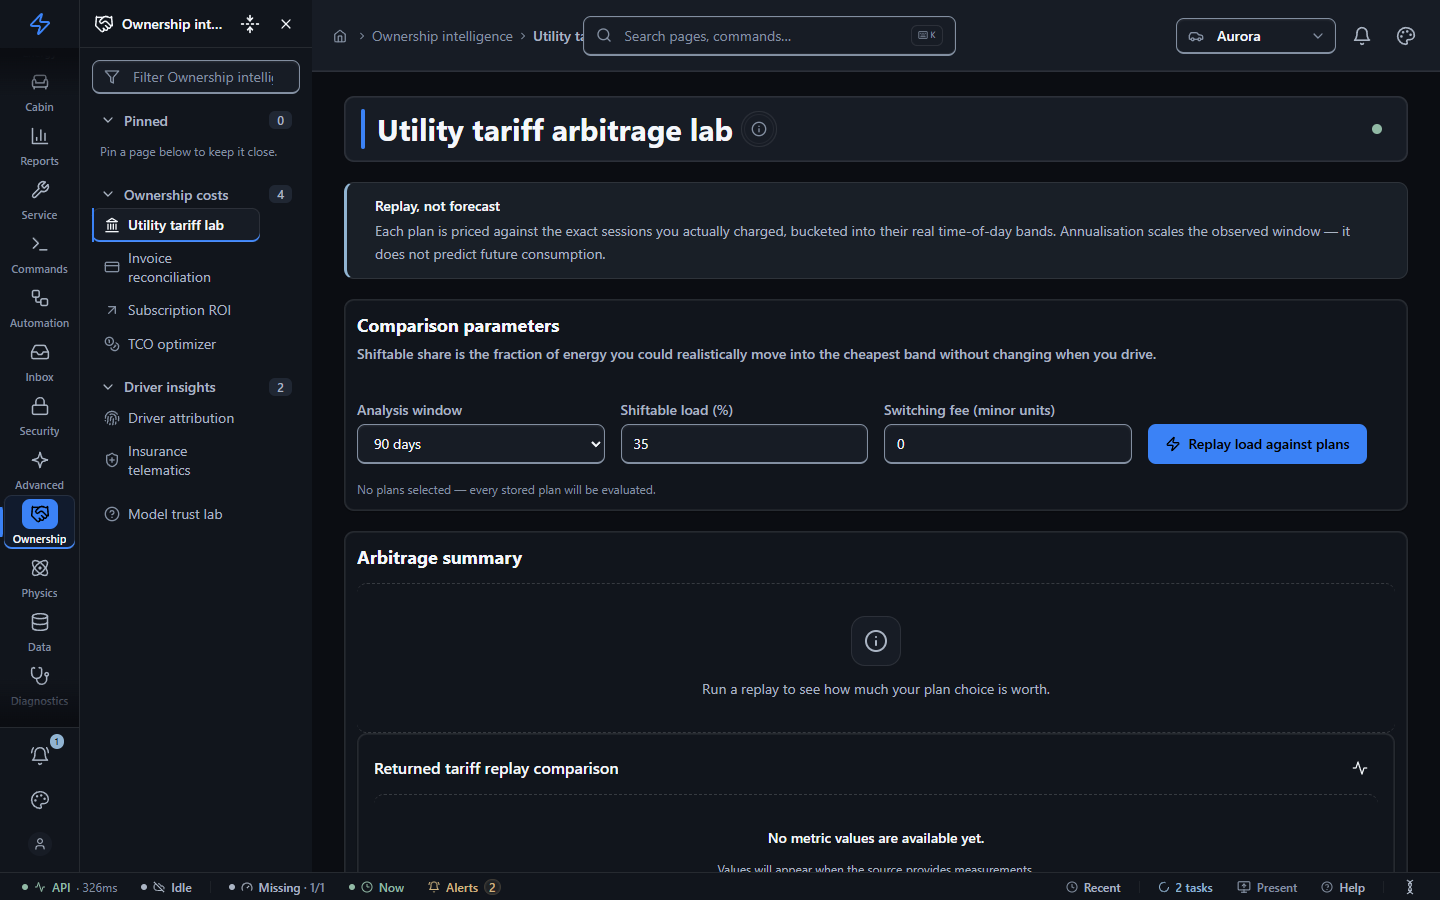 Ownership int...
Ownership intelligence
Utility ta
Search pages, commands...
K
Aurora
Cabin
Reports
Service
Commands
Automation
Inbox
Security
Advanced
Ownership
Physics
Data
Diagnostics
1
Filter Ownership intelli
Pinned
0
Pin a page below to keep it close.
Ownership costs
4
Utility tariff lab
Invoice
reconciliation
Subscription ROI
TCO optimizer
Driver insights
2
Driver attribution
Insurance
telematics
Model trust lab
Utility tariff arbitrage lab
Replay, not forecast
Each plan is priced against the exact sessions you actually charged, bucketed into their real time-of-day bands. Annualisation scales the observed window — it
does not predict future consumption.
Comparison parameters
Shiftable share is the fraction of energy you could realistically move into the cheapest band without changing when you drive.
Analysis window
Shiftable load (%)
Switching fee (minor units)
90 days
35
0
Replay load against plans
No plans selected — every stored plan will be evaluated.
Arbitrage summary
Run a replay to see how much your plan choice is worth.
Returned tariff replay comparison
No metric values are available yet.
Values will appear when the source provides measurements.
API · 326ms
Idle
Missing · 1/1
Now
Alerts
2
Recent
2 tasks
Present
Help